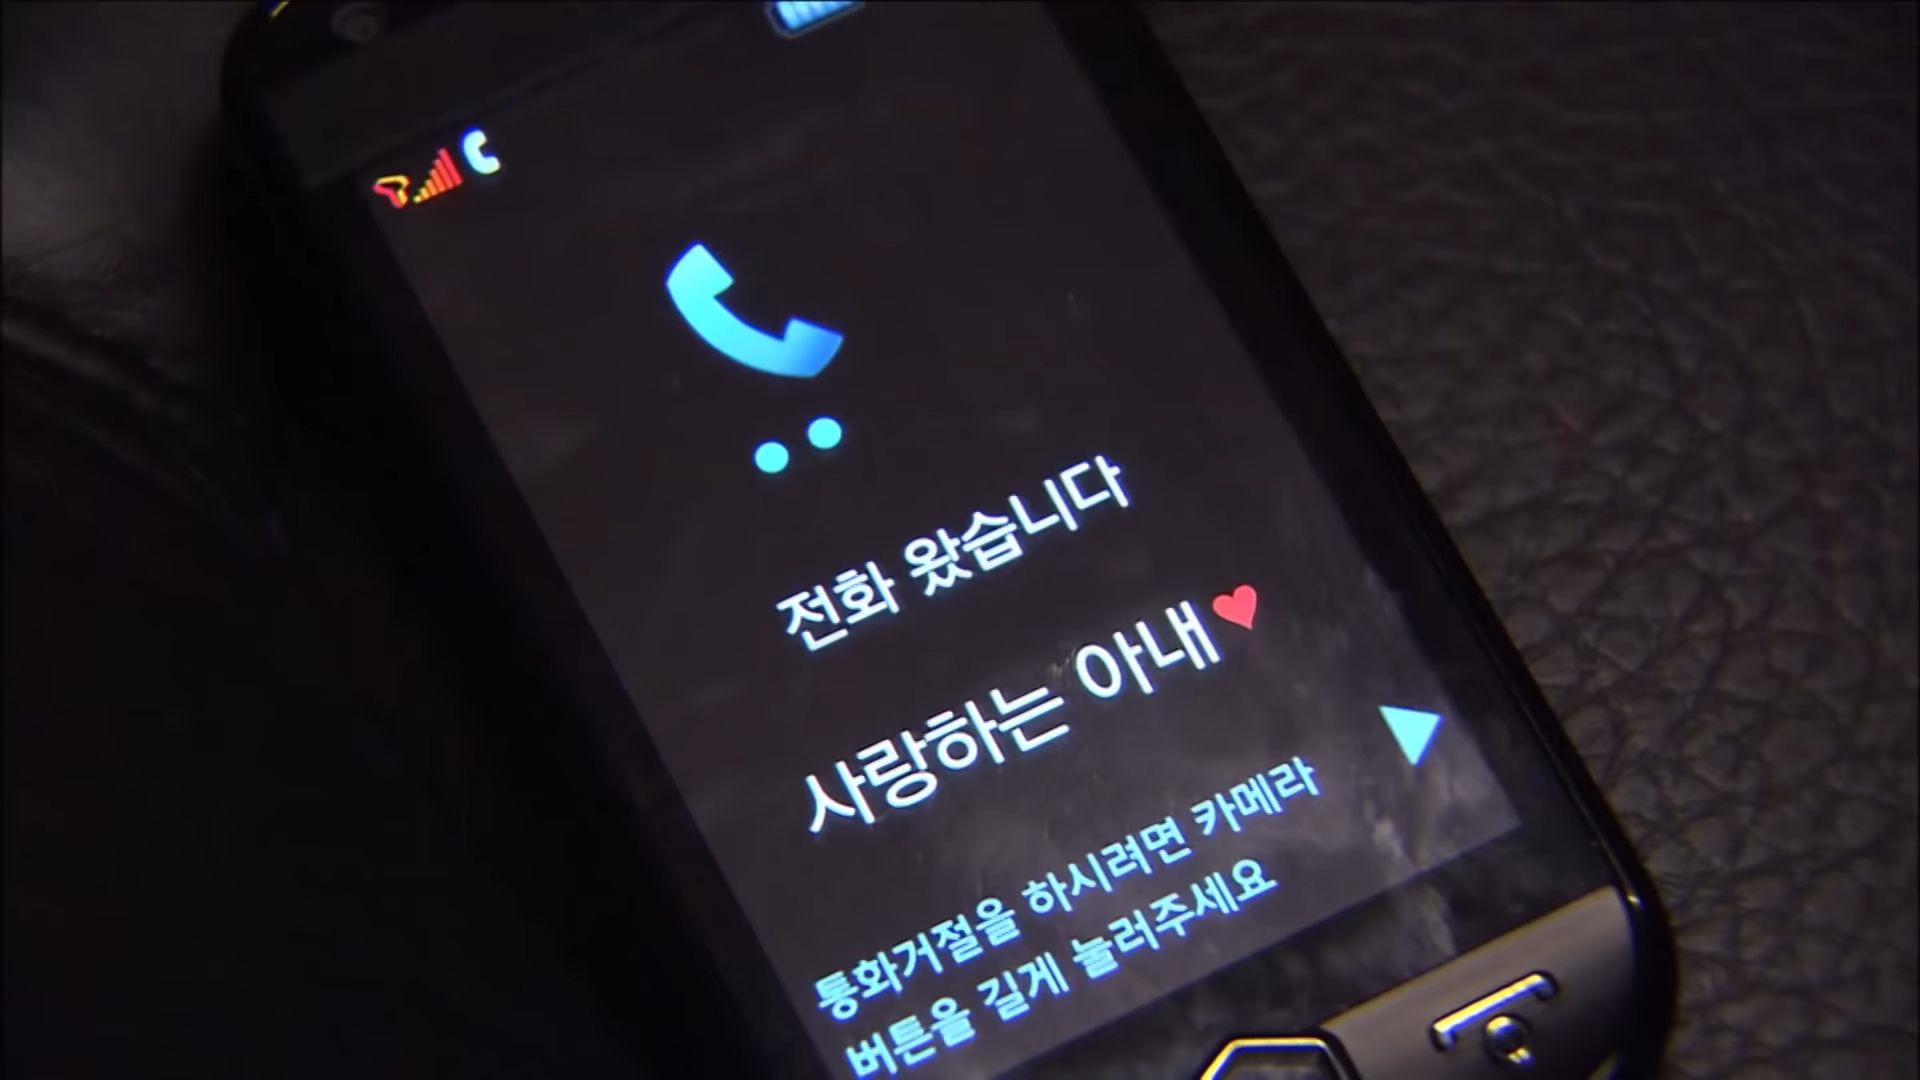 전화 왔습니다
사랑하는 아내♥
통화거절을 하시려면 카메라
버튼을 길게 눌러주세요